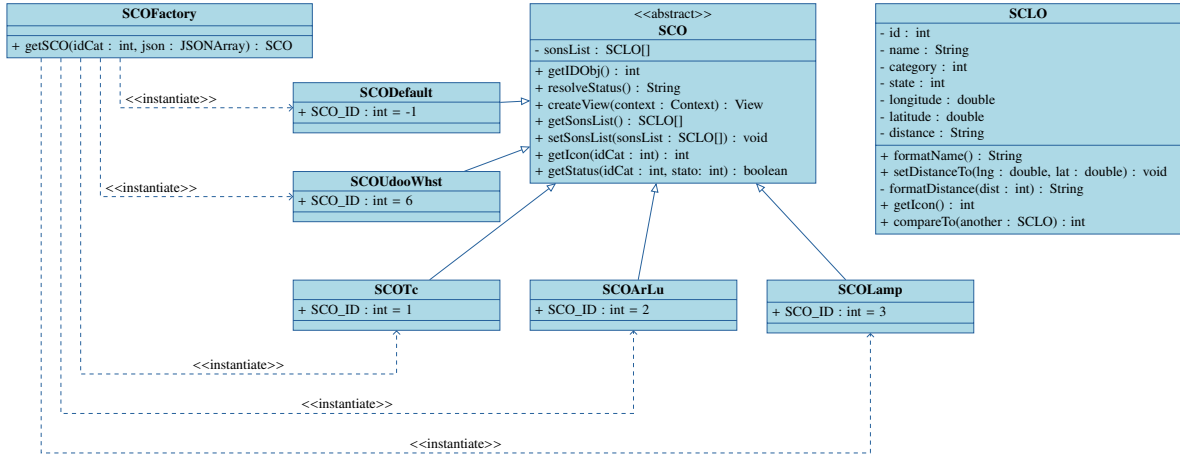 SCOFactory
+ getSCO(idCat : int, json : JSONArray) : SCO
<<abstract>>
SCO
- sonsList : SCLO[]
+ getIDObj() : int
+ resolveStatus() : String
+ createView(context : Context) : View
+ getSonsList() : SCLO[]
+ setSonsList(sonsList : SCLO[]) : void
+ getIcon(idCat : int) : int
+ getStatus(idCat : int, stato: int) : boolean
SCLO
- id : int
- name : String
- category : int
- state : int
- longitude : double
- latitude : double
- distance : String
+ formatName() : String
+ setDistanceTo(lng : double, lat : double) : void
- formatDistance(dist : int) : String
+ getIcon() : int
+ compareTo(another : SCLO) : int
<<instantiate>>
SCODefault
+ SCO_ID : int = -1
<<instantiate>>
SCOUdooWhst
+ SCO_ID : int = 6
SCOTc
+ SCO_ID : int = 1
SCOArLu
+ SCO_ID : int = 2
SCOLamp
+ SCO_ID : int = 3
<<instantiate>>
<<instantiate>>
<<instantiate>>